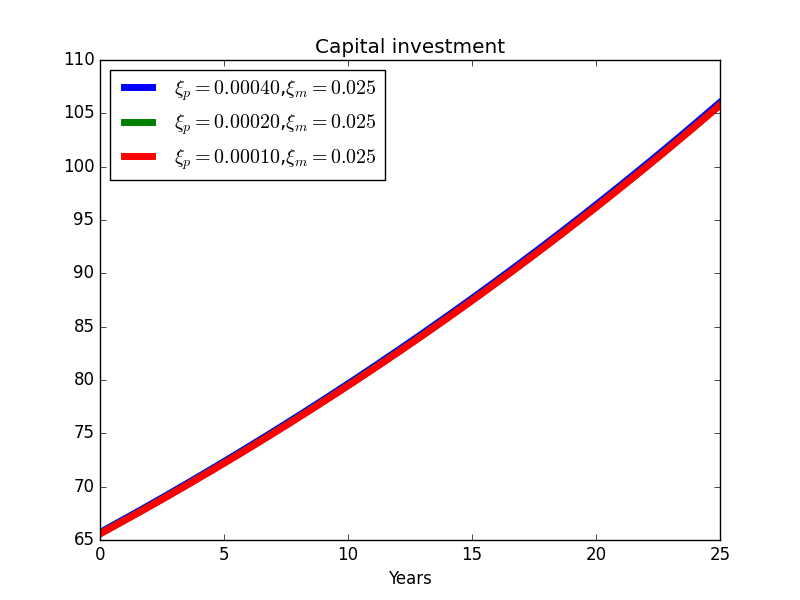 Capital investment
110
105
100
95
90
85
80
75
70
65
ξp = 0.00040,ξm = 0.025
ξp = 0.00020,ξm = 0.025
ξp = 0.00010,ξm = 0.025
0 5 10 15 20 25
Years